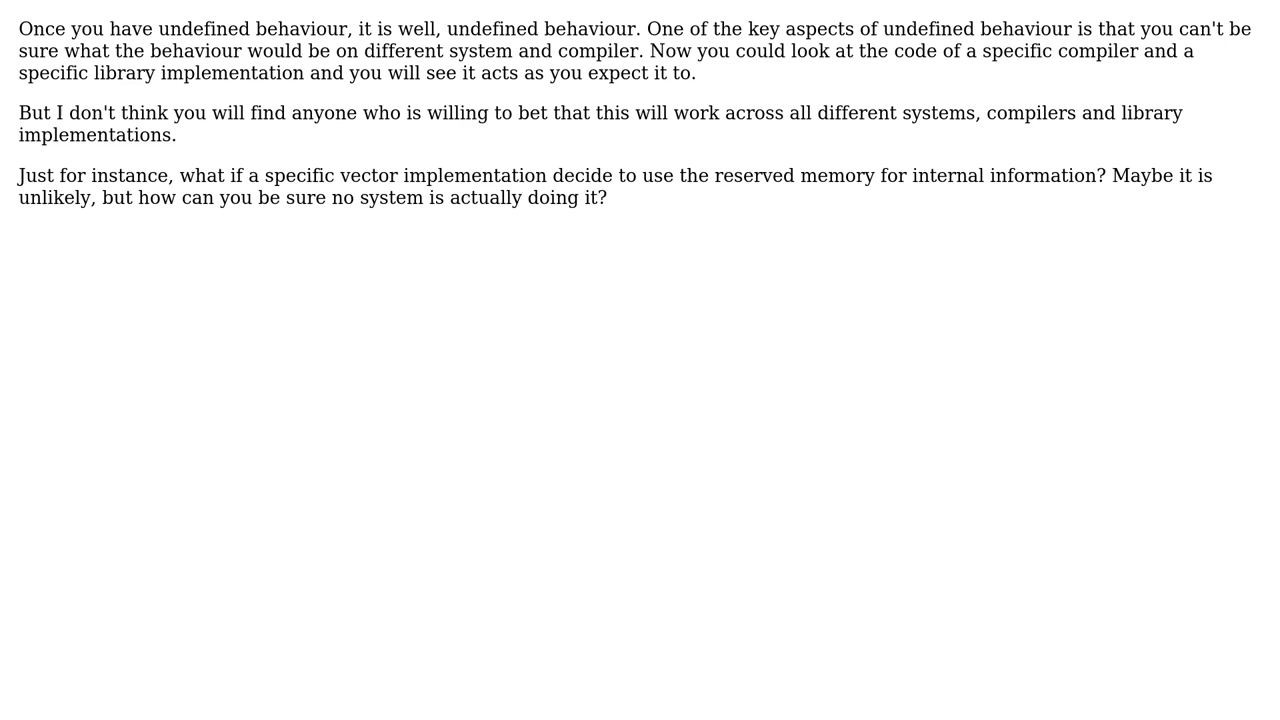 Once you have undefined behaviour, it is well, undefined behaviour. One of the key aspects of undefined behaviour is that you can't be
sure what the behaviour would be on different system and compiler. Now you could look at the code of a specific compiler and a
specific library implementation and you will see it acts as you expect it to.
But I don't think you will find anyone who is willing to bet that this will work across all different systems, compilers and library
implementations.
Just for instance, what if a specific vector implementation decide to use the reserved memory for internal information? Maybe it is
unlikely, but how can you be sure no system is actually doing it?